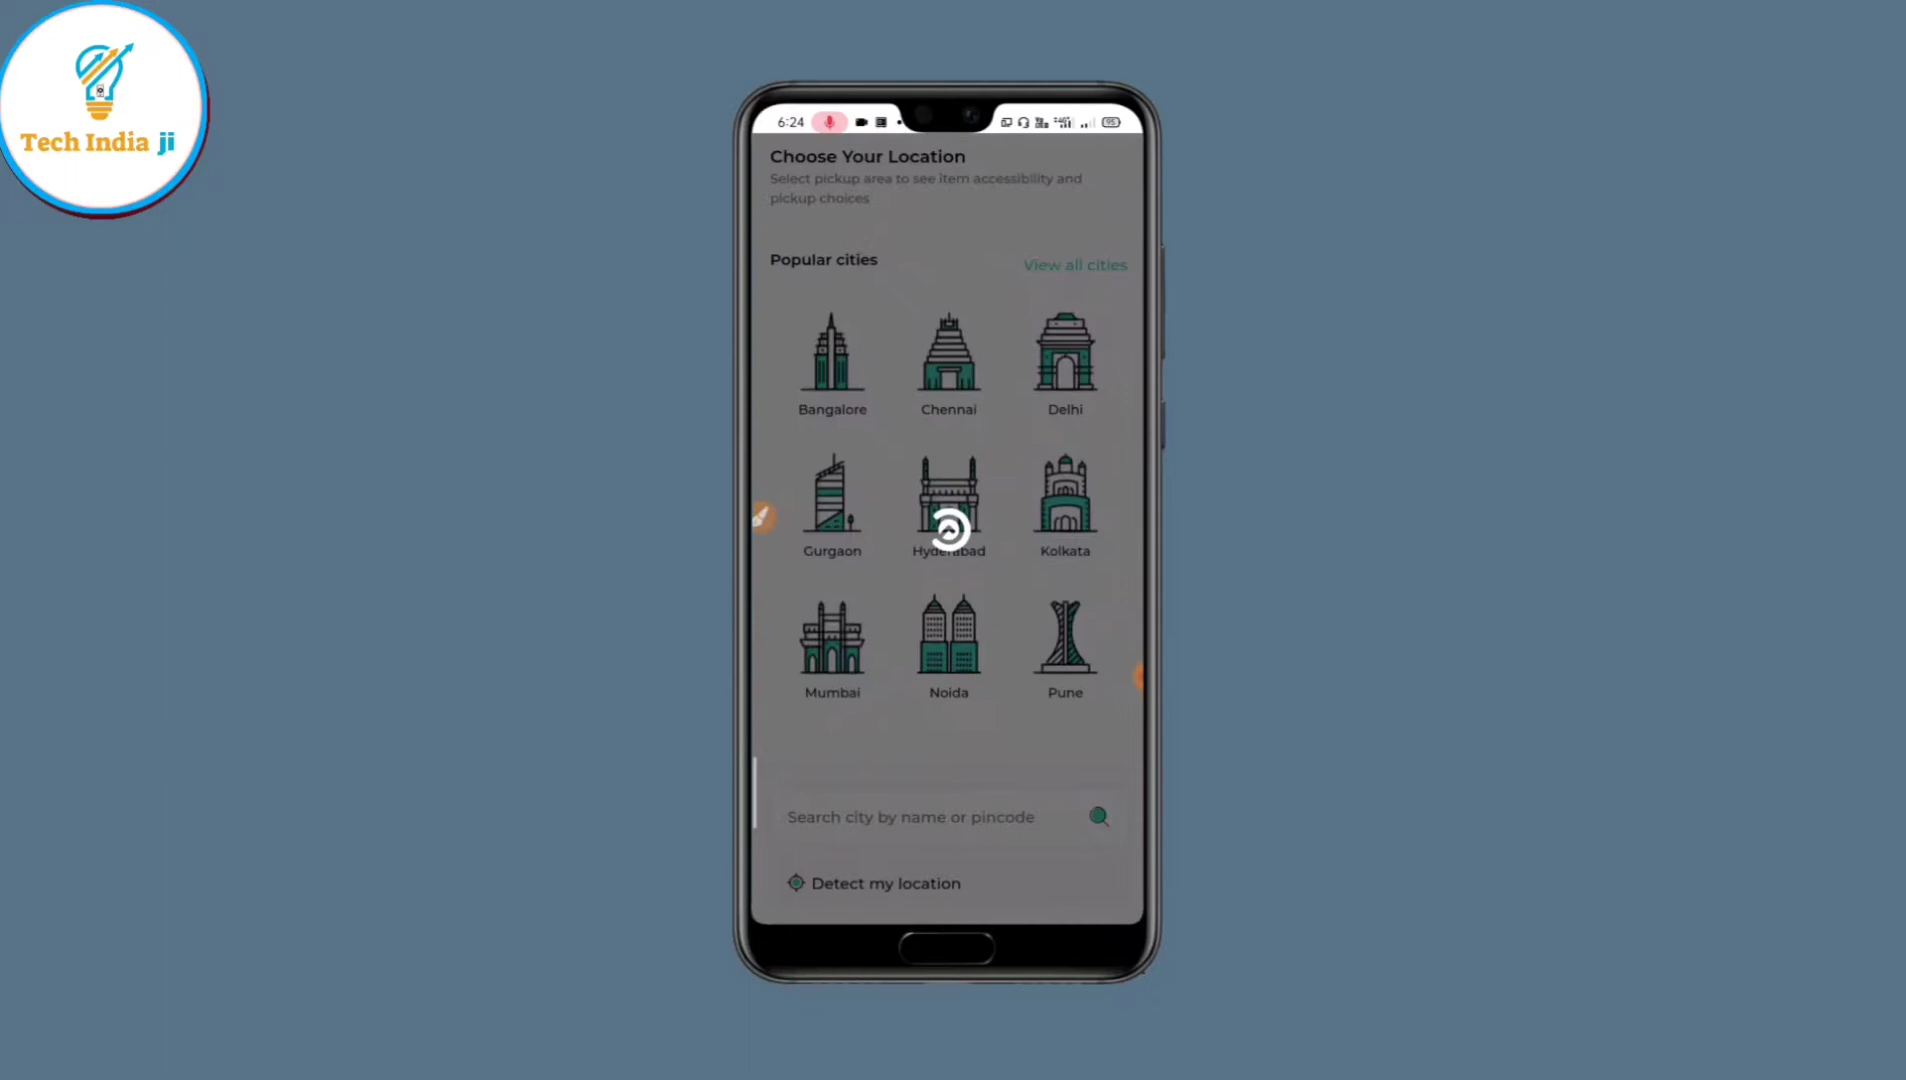 Tech India ji
6:24
95
Choose Your Location
Select pickup area to see item accessibility and
pickup choices
Popular cities
View all cities
Bangalore
Chennai
Delhi
Gurgaon
Hyderabad
Kolkata
Mumbai
Noida
Pune
Search city by name or pincode
Detect my location